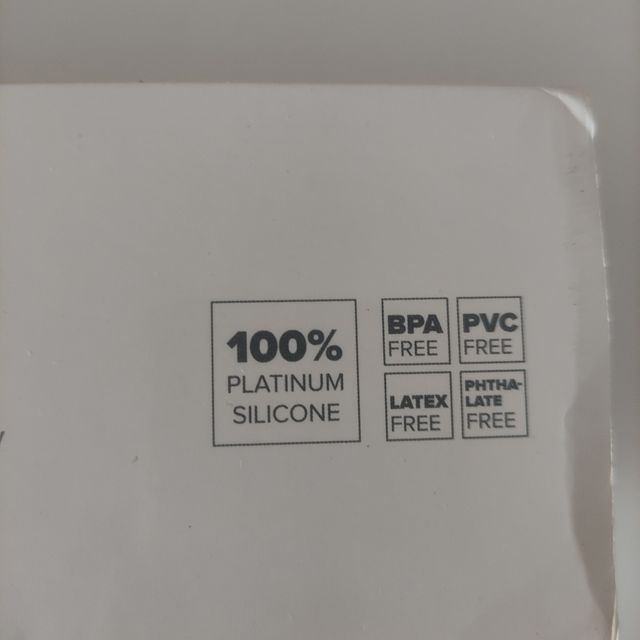 100%
PLATINUM
SILICONE
BPA
FREE
PVC
FREE
LATEX
FREE
PHTHA-
LATE
FREE